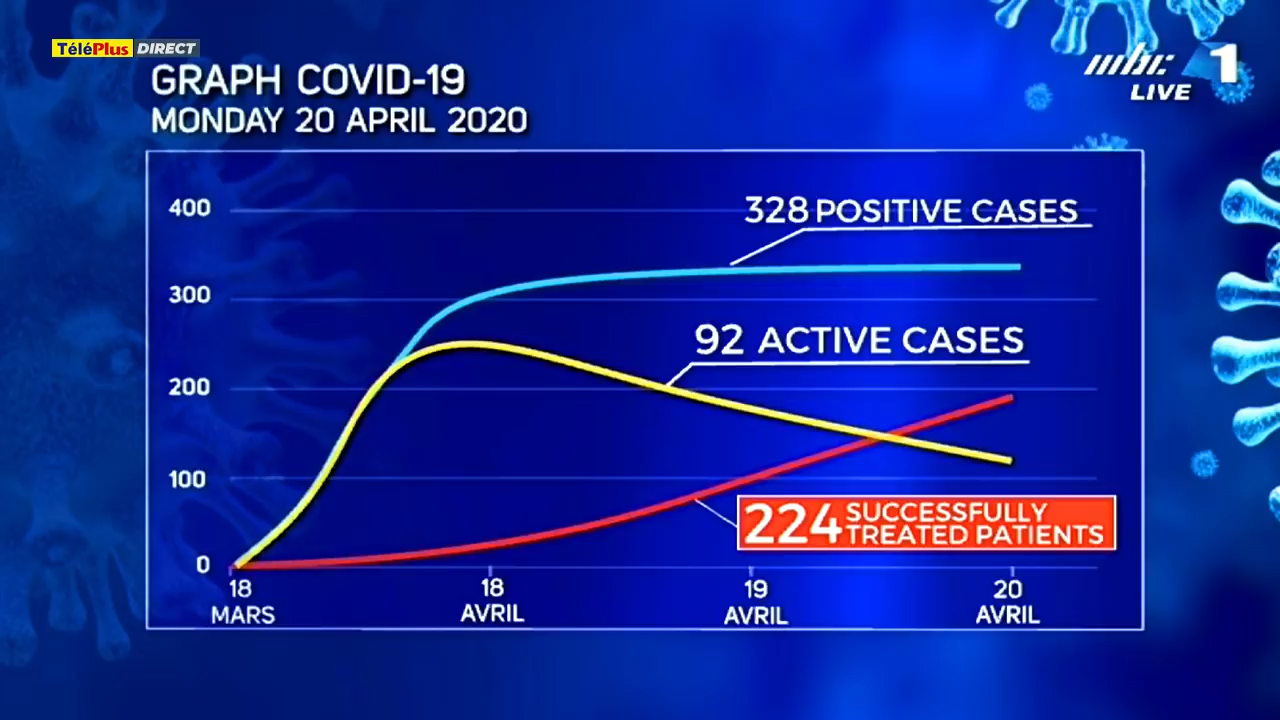 TéléPlus DIRECT
mbc 1
LIVE
GRAPH COVID-19
MONDAY 20 APRIL 2020
400
328 POSITIVE CASES
300
92 ACTIVE CASES
200
100
224 SUCCESSFULLY
TREATED PATIENTS
0
18 18 19 20
MARS AVRIL AVRIL AVRIL